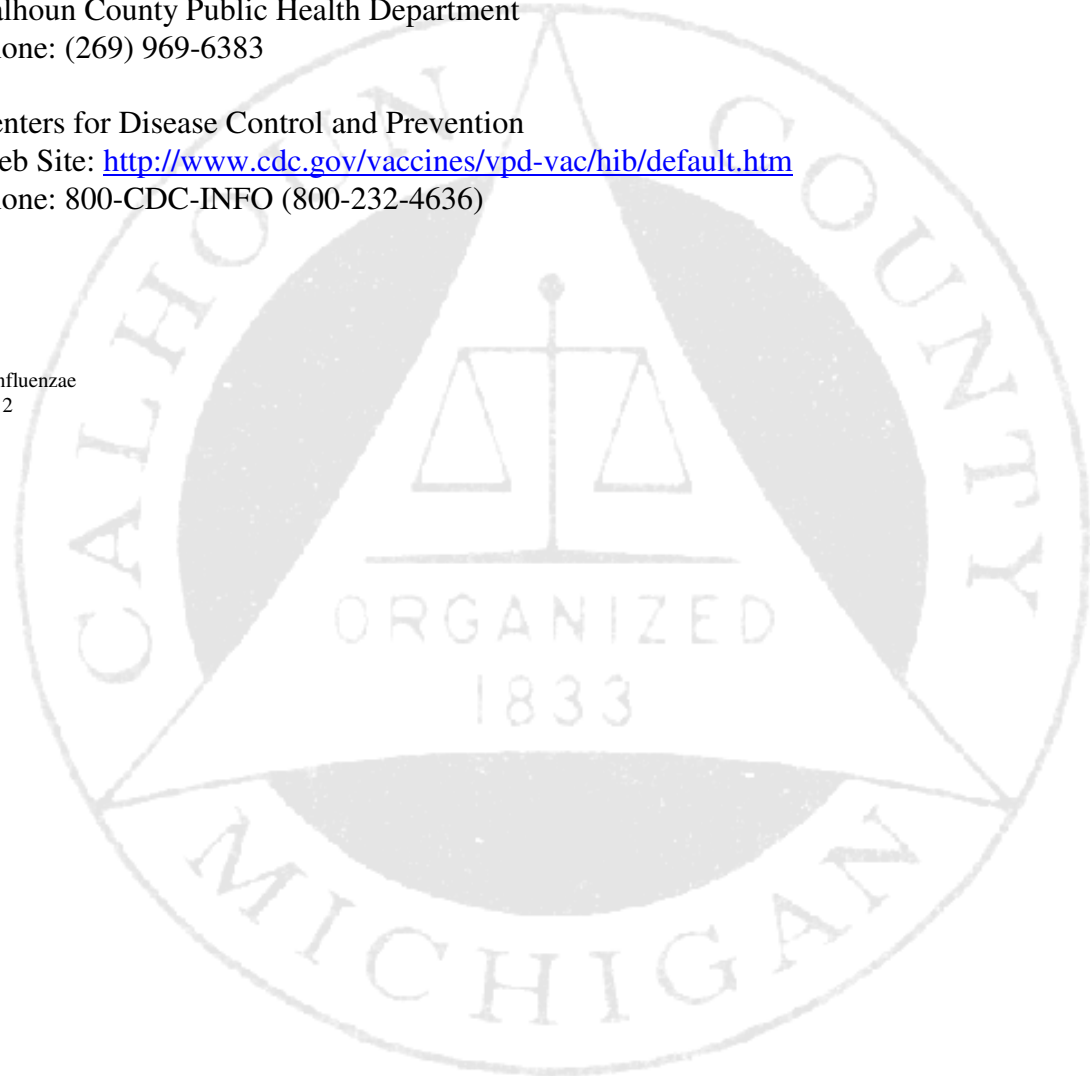 alhoun County Public Health Department
one: (269) 969-6383
enters for Disease Control and Prevention
eb Site: http://www.cdc.gov/vaccines/vpd-vac/hib/default.htm
one: 800-CDC-INFO (800-232-4636)
nfluenzae
2
CALHOUN COUNTY
ORGANIZED
1833
MICHIGAN